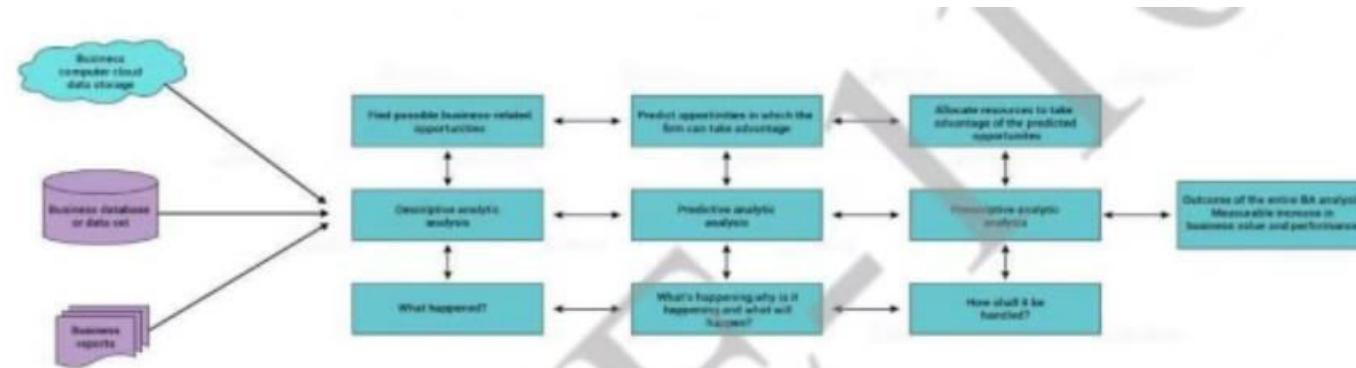 Business
computer cloud
data storage
Business database
or data set
Business
reports
Find possible business-related
opportunities
Predict opportunities in which the
firm can take advantage
Allocate resources to take
advantage of the predicted
opportunites
Descriptive analytic
analysis
Predictive analytic
analysis
Prescriptive analytic
analysis
Outcome of the entire BA analysis
Measurable increase in
business value and performance
What happened?
What's happening why is it
happening and what will
happen?
How shall it be
handled?